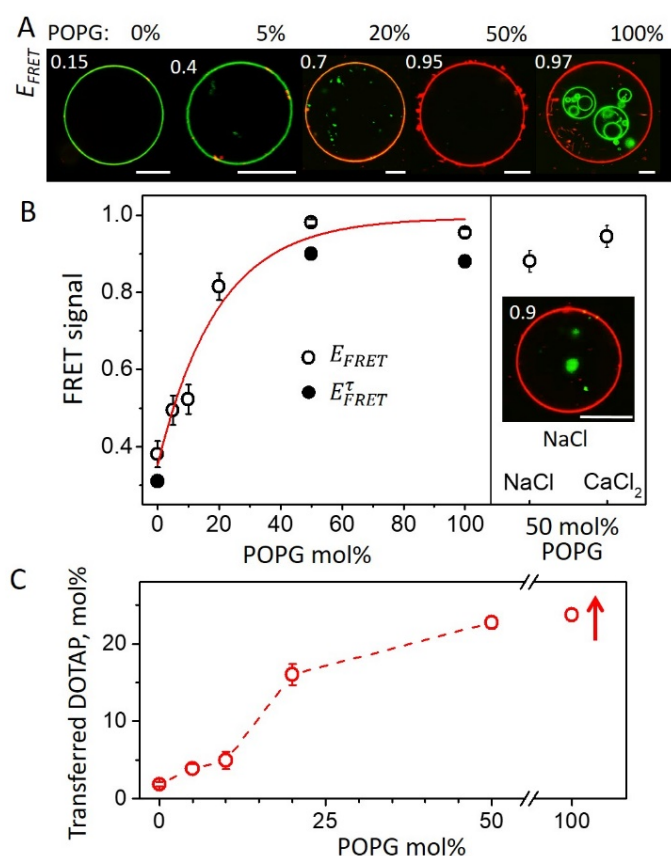 A
POPG: 0% 5% 20% 50% 100%
E_FRET
0.15 0.4 0.7 0.95 0.97
B
1.0
0.8
0.6
0.4
FRET signal
E_FRET
E^τ_FRET
0.9
NaCl
NaCl CaCl₂
0 20 40 60 80 100
POPG mol%
50 mol%
POPG
C
20
10
0
Transferred DOTAP, mol%
0 25 50 100
POPG mol%